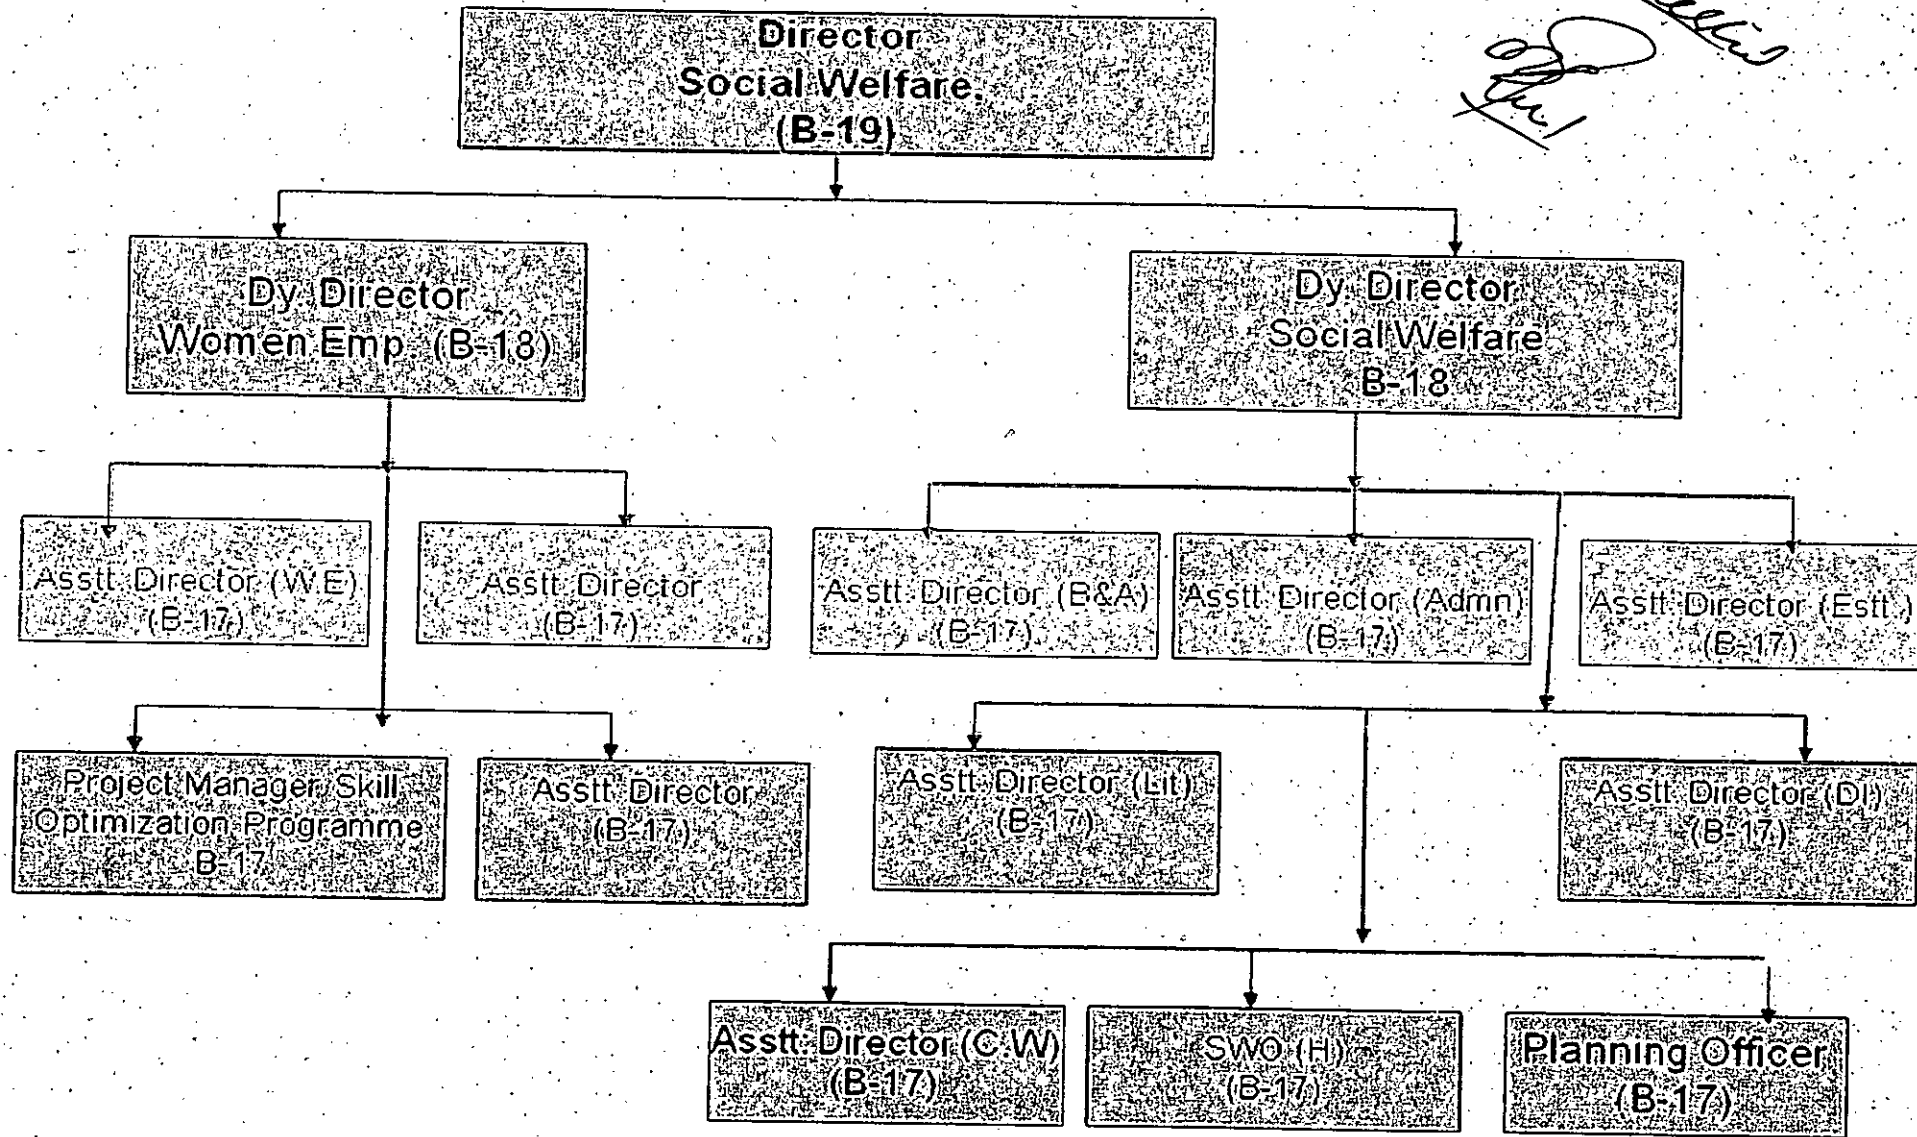 Director
Social Welfare.
(B-19)
Dy. Director
Women Emp. (B-18)
Dy. Director
Social Welfare
B-18
Asstt. Director (W.E)
(B-17)
Asstt. Director
(B-17)
Asstt. Director (B&A)
(B-17)
Asstt. Director (Admn)
(B-17)
Asstt. Director (Estt.)
(B-17)
Project Manager Skill
Optimization Programme
B-17
Asstt. Director
(B-17)
Asstt. Director (Lit)
(B-17)
Asstt. Director (DI)
(B-17)
Asstt. Director (C.W)
(B-17)
SWO (H)
(B-17)
Planning Officer
(B-17)